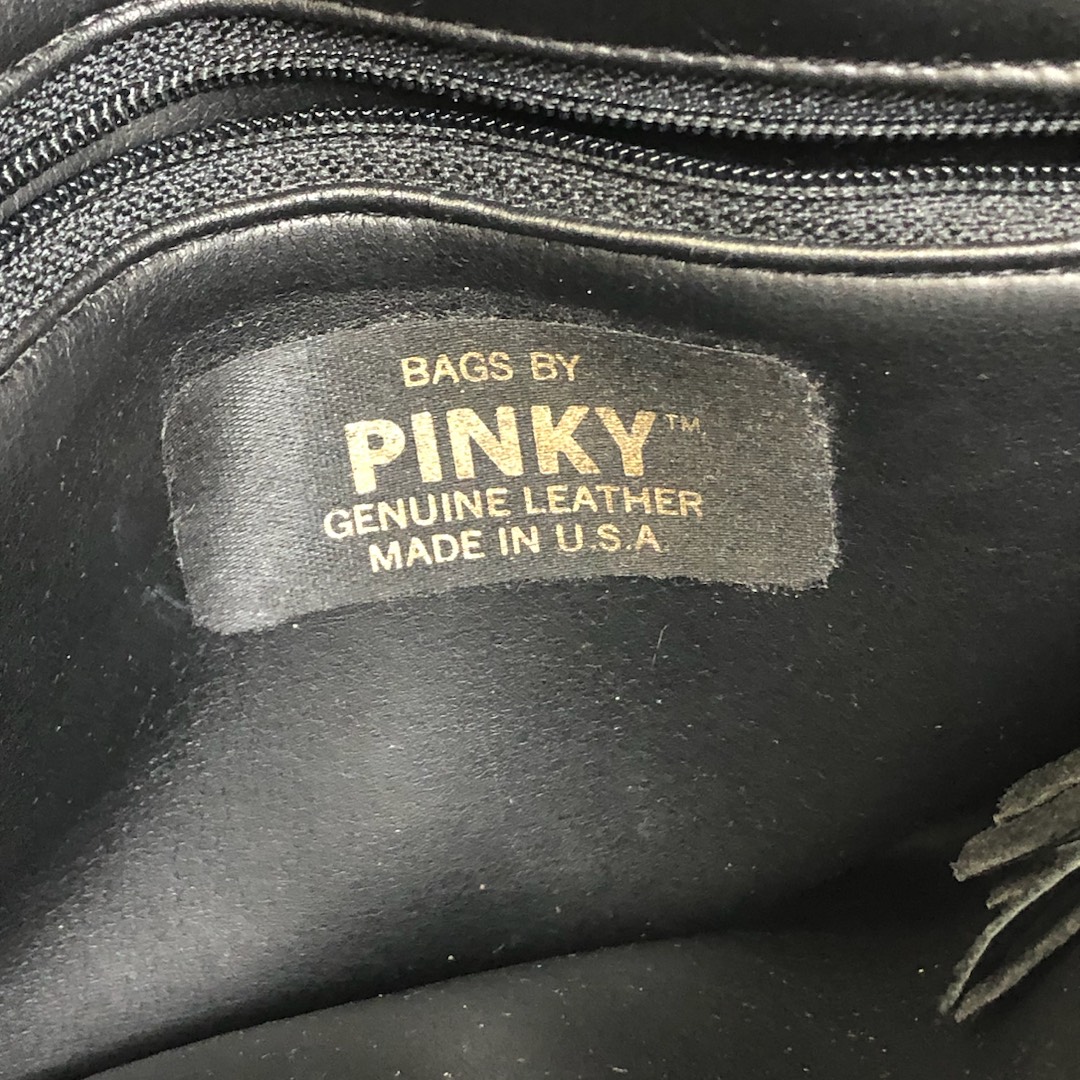 BAGS BY
PINKY™
GENUINE LEATHER
MADE IN U.S.A